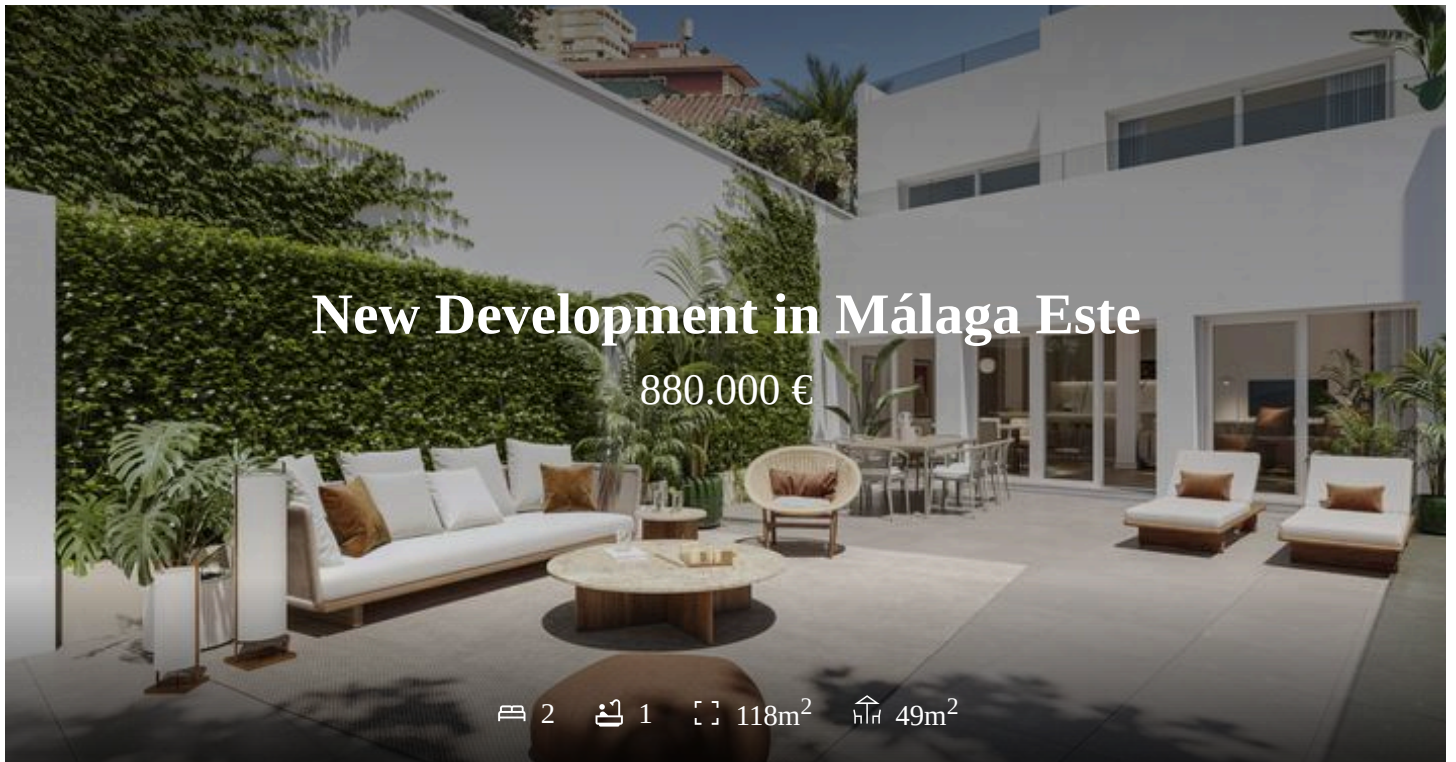 New Development in Málaga Este
880.000 €
2 1 118m² 49m²